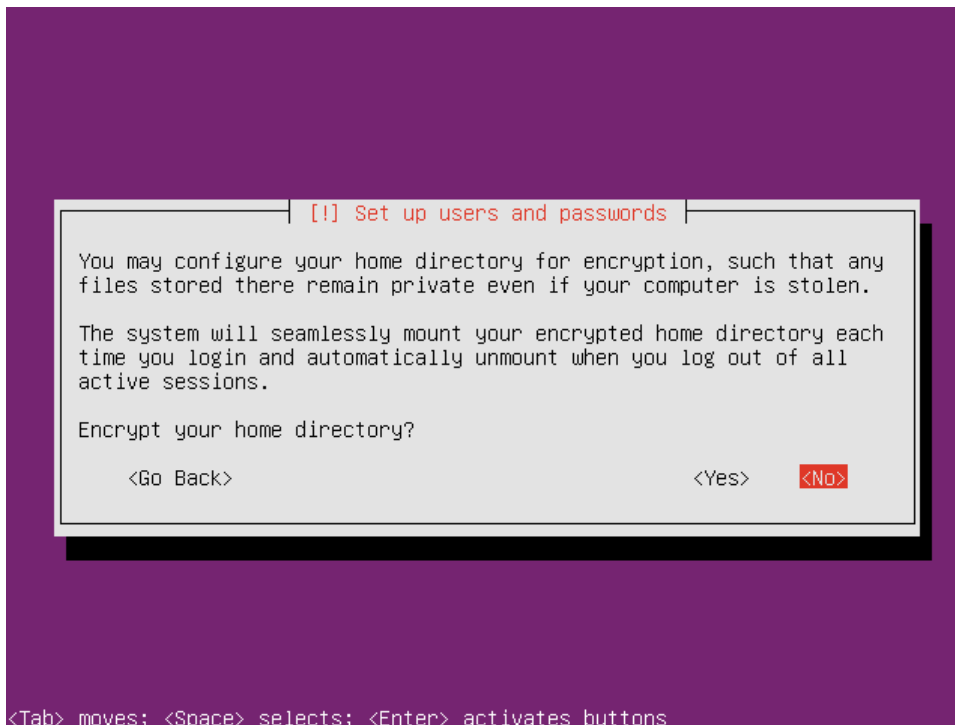 [!] Set up users and passwords
You may configure your home directory for encryption, such that any
files stored there remain private even if your computer is stolen.
The system will seamlessly mount your encrypted home directory each
time you login and automatically unmount when you log out of all
active sessions.
Encrypt your home directory?
<Go Back> <Yes> <No>
<Tab> moves; <Space> selects; <Enter> activates buttons